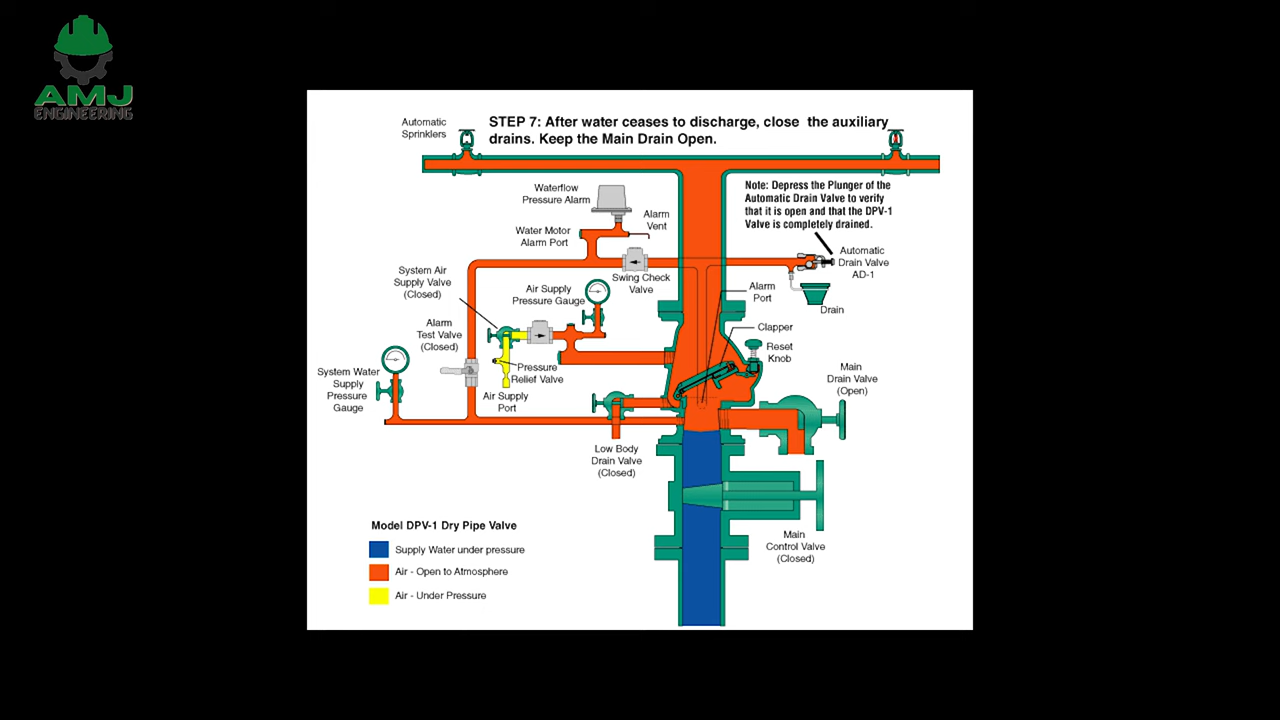 AMJ
ENGINEERING
STEP 7: After water ceases to discharge, close the auxiliary
drains. Keep the Main Drain Open.
Automatic
Sprinklers
Note: Depress the Plunger of the
Automatic Drain Valve to verify
that it is open and that the DPV-1
Valve is completely drained.
Waterflow
Pressure Alarm
Alarm
Vent
Water Motor
Alarm Port
Swing Check
Valve
Automatic
Drain Valve
AD-1
Drain
System Air
Supply Valve
(Closed)
Air Supply
Pressure Gauge
Alarm
Port
Clapper
Reset
Knob
Alarm
Test Valve
(Closed)
Pressure
Relief Valve
Air Supply
Port
System Water
Supply
Pressure
Gauge
Main
Drain Valve
(Open)
Low Body
Drain Valve
(Closed)
Main
Control Valve
(Closed)
Model DPV-1 Dry Pipe Valve
Supply Water under pressure
Air - Open to Atmosphere
Air - Under Pressure